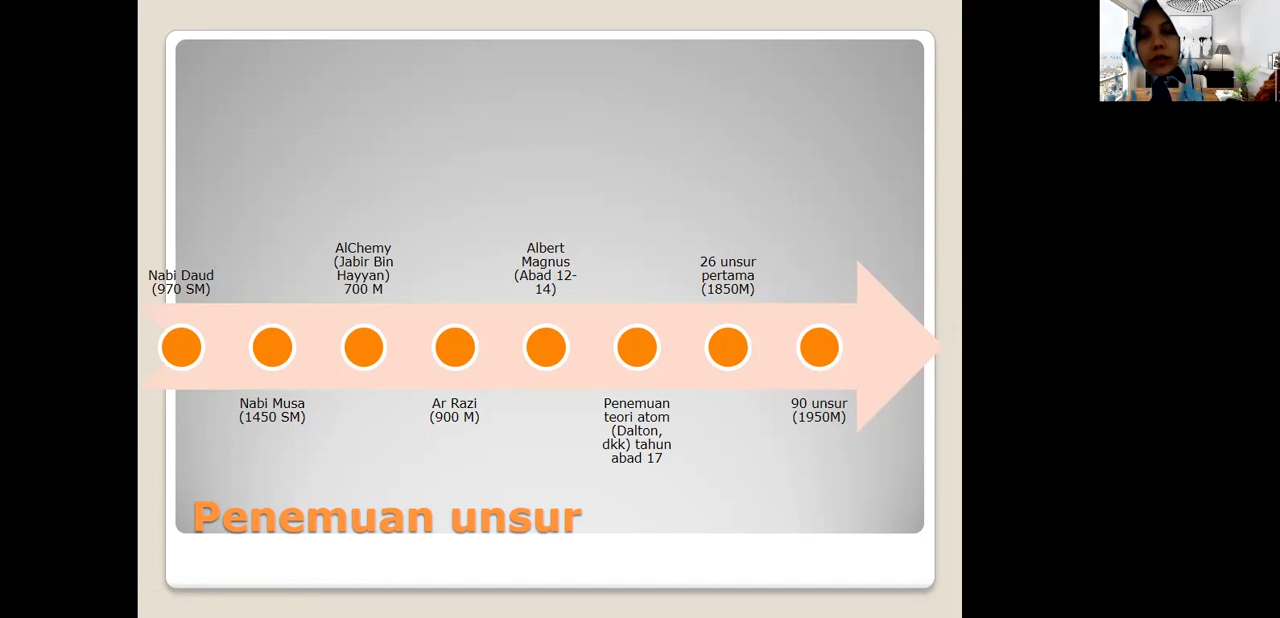 Nabi Daud
(970 SM)
Nabi Musa
(1450 SM)
AlChemy
(Jabir Bin
Hayyan)
700 M
Ar Razi
(900 M)
Albert
Magnus
(Abad 12-
14)
Penemuan
teori atom
(Dalton,
dkk) tahun
abad 17
26 unsur
pertama
(1850M)
90 unsur
(1950M)
Penemuan unsur